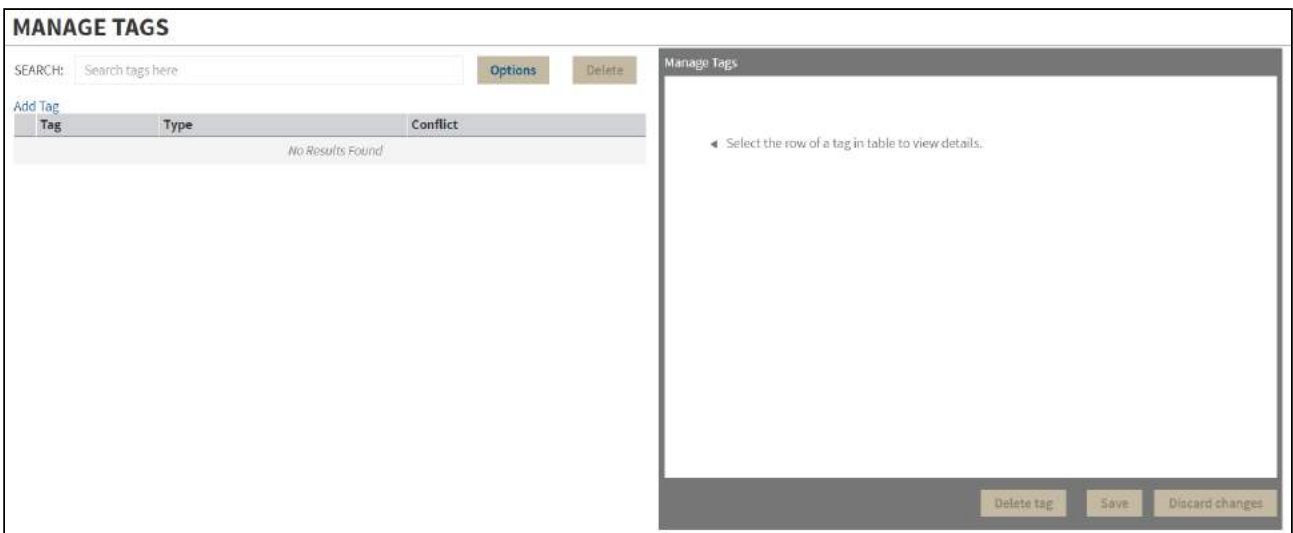 MANAGE TAGS
SEARCH: Search tags here Options Delete
Add Tag
Tag Type Conflict
No Results Found
Manage Tags
Select the row of a tag in table to view details.
Delete tag Save Discard changes